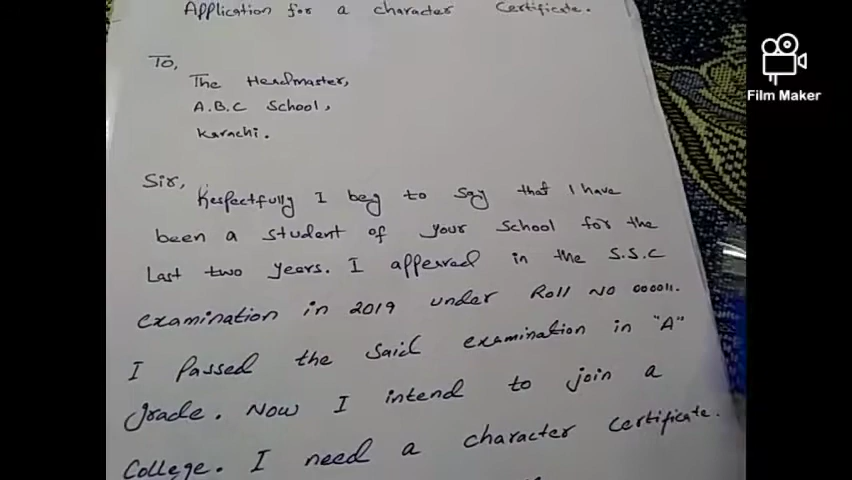 Application for a character Certificate.
To,
The Headmaster,
A.B.C School,
Karachi.
Sir,
Respectfully I beg to say that I have
been a student of your School for the
Last two years. I appeared in the S.S.C
examination in 2019 under Roll No 000011.
I Passed the said examination in "A"
grade. Now I intend to join a
College. I need a character certificate.
Film Maker